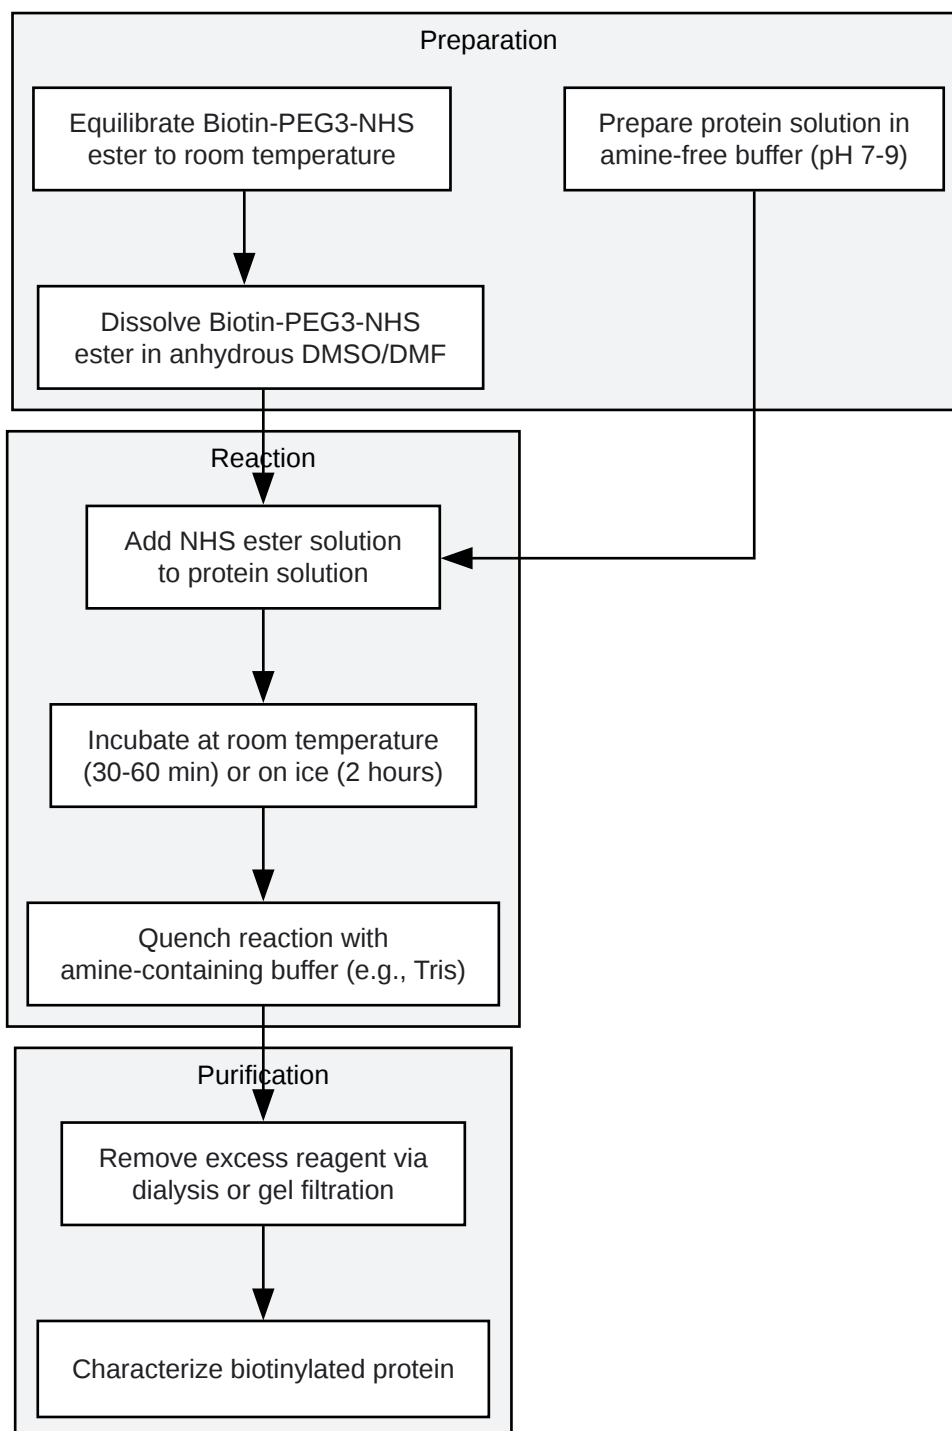 Preparation
Equilibrate Biotin-PEG3-NHS
ester to room temperature
Prepare protein solution in
amine-free buffer (pH 7-9)
Dissolve Biotin-PEG3-NHS
ester in anhydrous DMSO/DMF
Reaction
Add NHS ester solution
to protein solution
Incubate at room temperature
(30-60 min) or on ice (2 hours)
Quench reaction with
amine-containing buffer (e.g., Tris)
Purification
Remove excess reagent via
dialysis or gel filtration
Characterize biotinylated protein